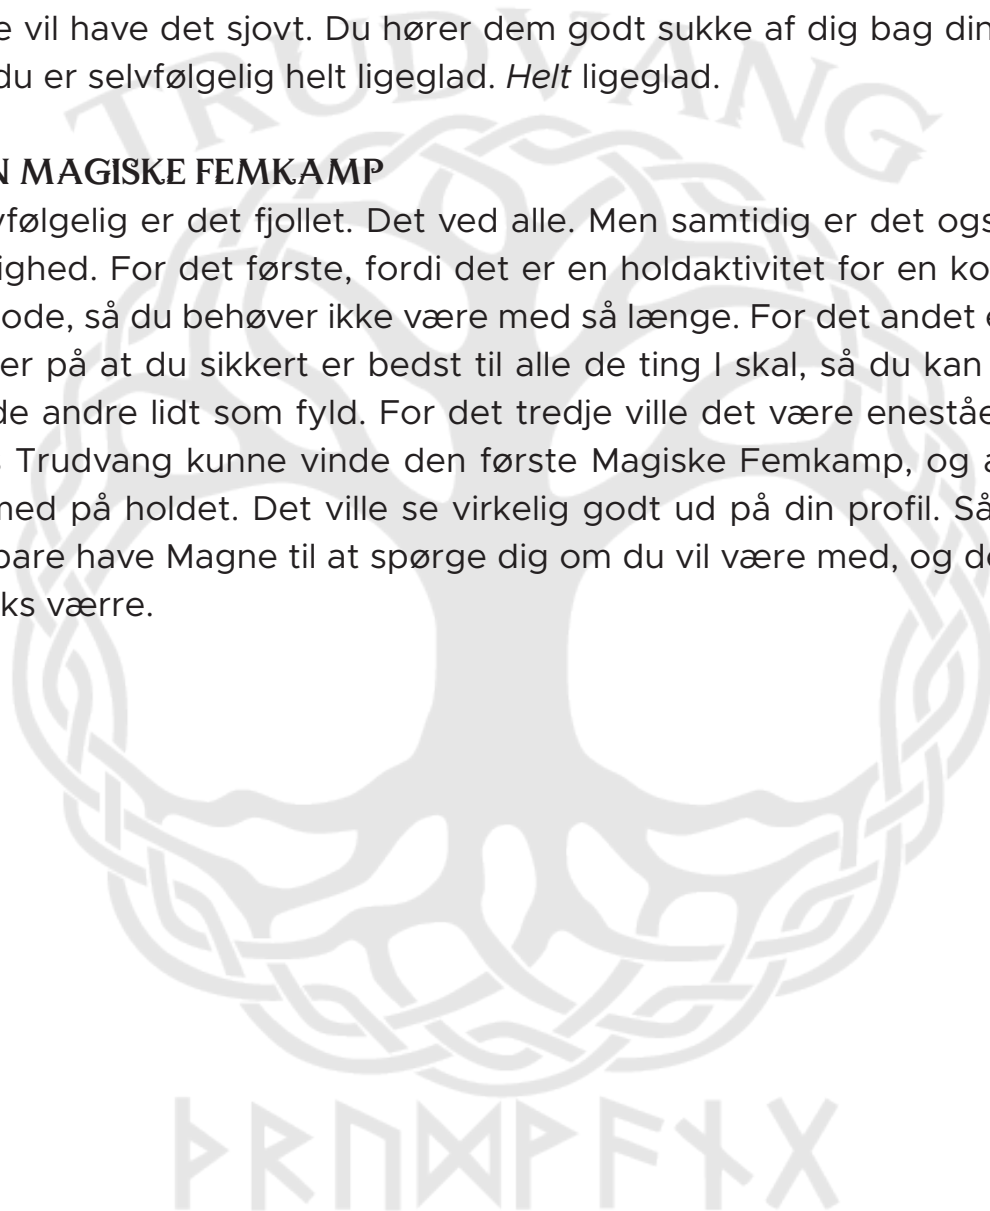 TRUDVANG
e vil have det sjovt. Du hører dem godt sukke af dig bag din
du er selvfølgelig helt ligeglad. Helt ligeglad.
N MAGISKE FEMKAMP
vfølgelig er det fjollet. Det ved alle. Men samtidig er det ogs
ighed. For det første, fordi det er en holdaktivitet for en ko
ode, så du behøver ikke være med så længe. For det andet e
er på at du sikkert er bedst til alle de ting I skal, så du kan
de andre lidt som fyld. For det tredje ville det være eneståe
s Trudvang kunne vinde den første Magiske Femkamp, og a
med på holdet. Det ville se virkelig godt ud på din profil. Så
bare have Magne til at spørge dig om du vil være med, og de
ks værre.
ᚦᚱᚢᛞᚹᚨᚾᚷ